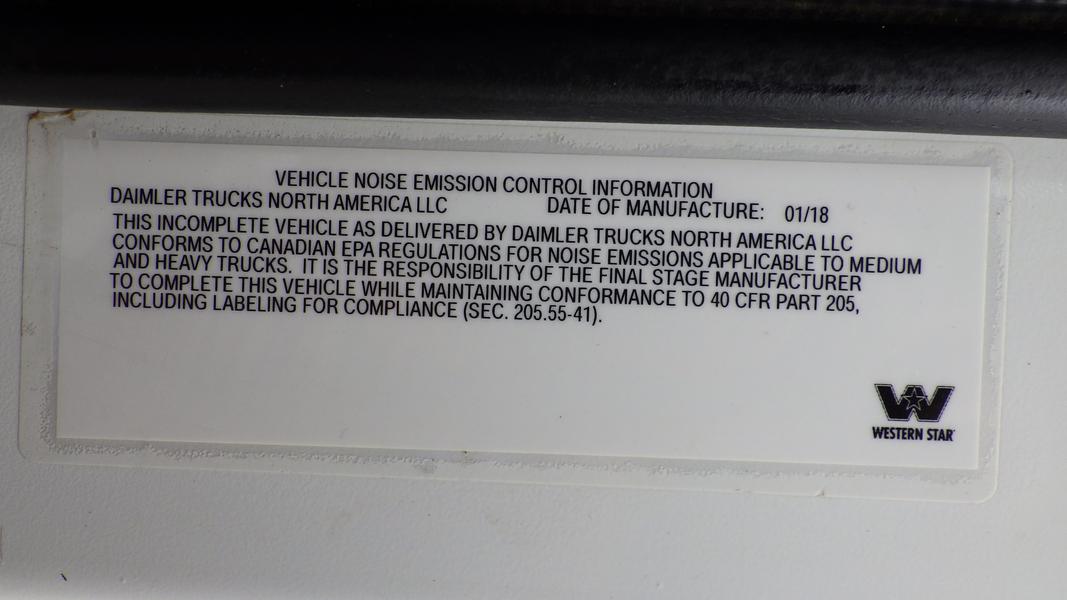 VEHICLE NOISE EMISSION CONTROL INFORMATION
DAIMLER TRUCKS NORTH AMERICA LLC DATE OF MANUFACTURE: 01/18
THIS INCOMPLETE VEHICLE AS DELIVERED BY DAIMLER TRUCKS NORTH AMERICA LLC
CONFORMS TO CANADIAN EPA REGULATIONS FOR NOISE EMISSIONS APPLICABLE TO MEDIUM
AND HEAVY TRUCKS. IT IS THE RESPONSIBILITY OF THE FINAL STAGE MANUFACTURER
TO COMPLETE THIS VEHICLE WHILE MAINTAINING CONFORMANCE TO 40 CFR PART 205,
INCLUDING LABELING FOR COMPLIANCE (SEC. 205.55-41).
WESTERN STAR